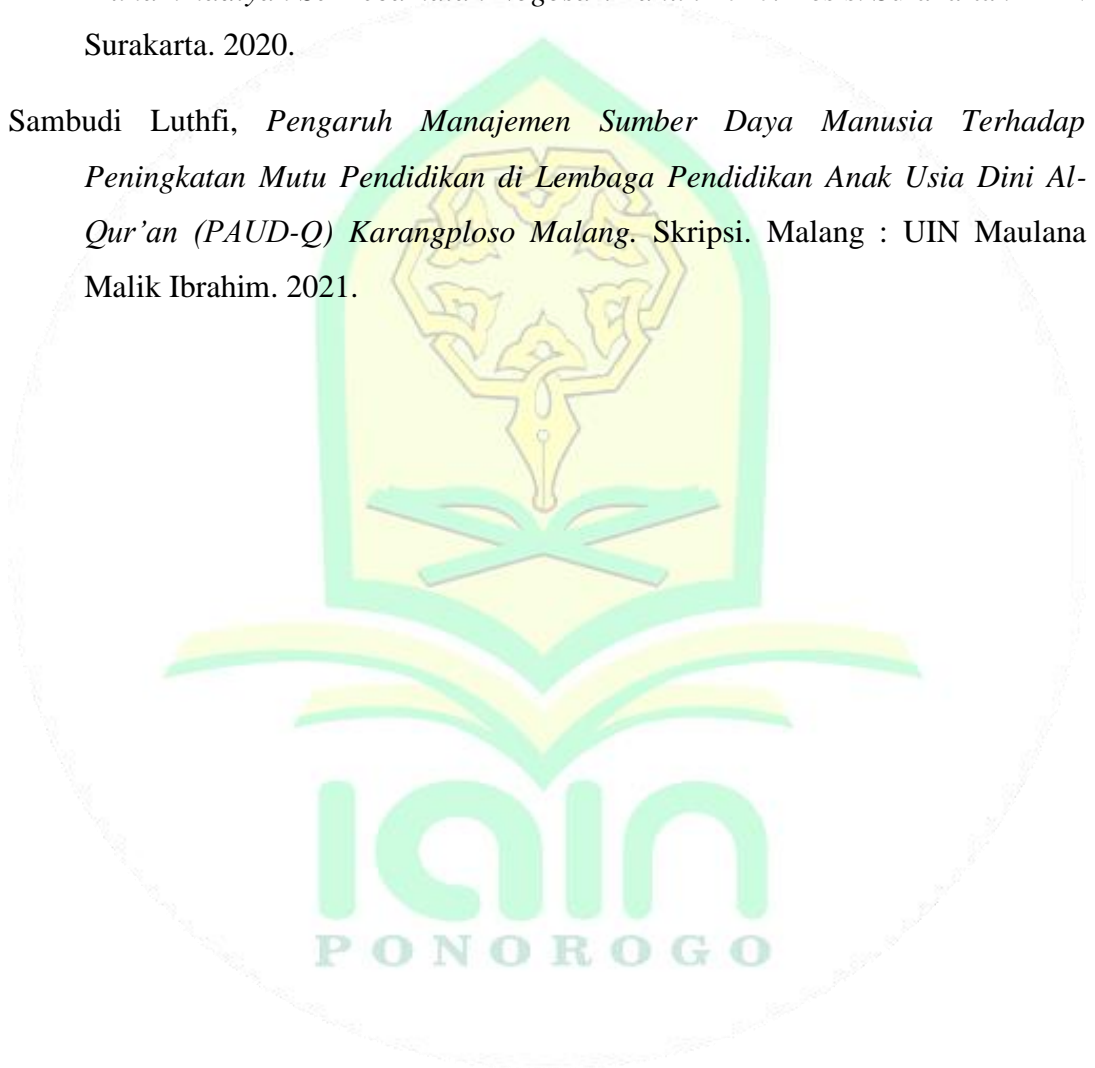 Surakarta. 2020.
Sambudi Luthfi, Pengaruh Manajemen Sumber Daya Manusia Terhadap
Peningkatan Mutu Pendidikan di Lembaga Pendidikan Anak Usia Dini Al-
Qur’an (PAUD-Q) Karangploso Malang. Skripsi. Malang : UIN Maulana
Malik Ibrahim. 2021.
iain
PONOROGO